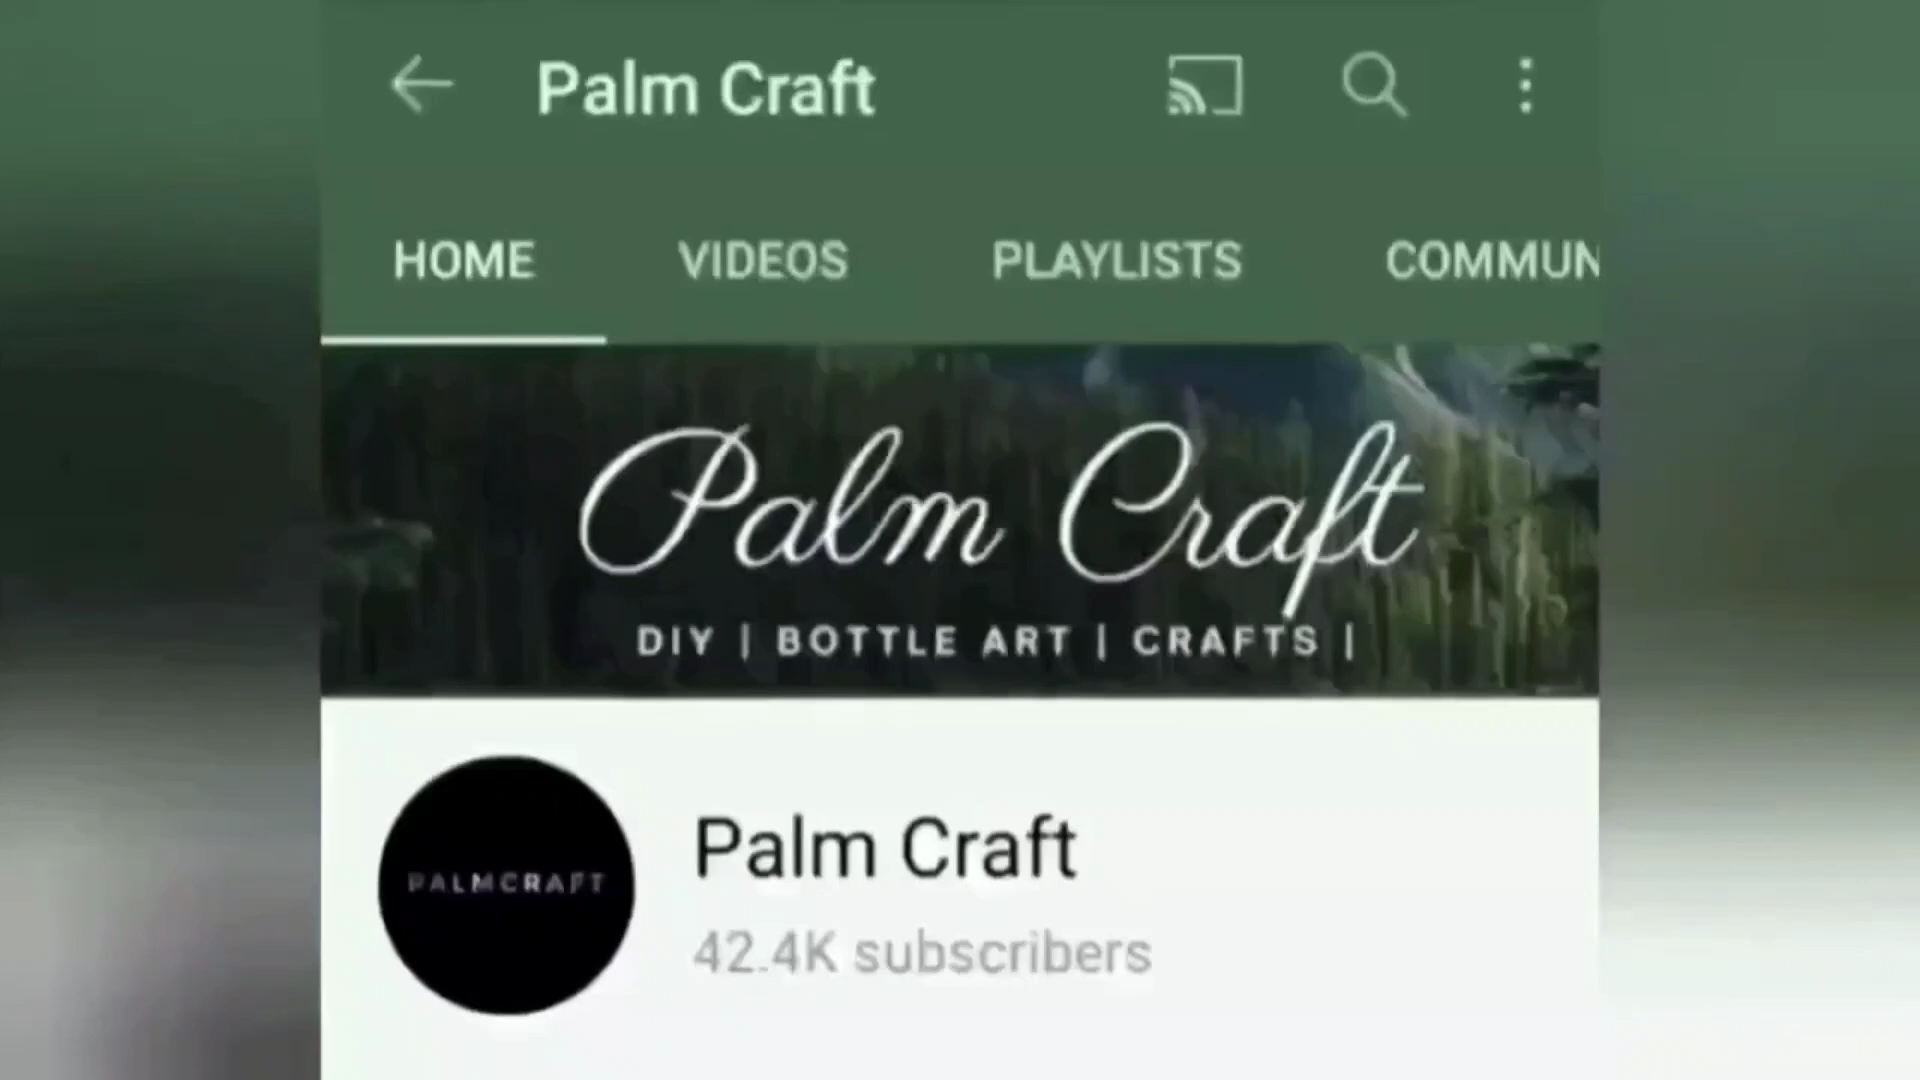 Palm Craft
HOME VIDEOS PLAYLISTS COMMUN
Palm Craft
DIY | BOTTLE ART | CRAFTS |
PALMCRAFT
Palm Craft
42.4K subscribers